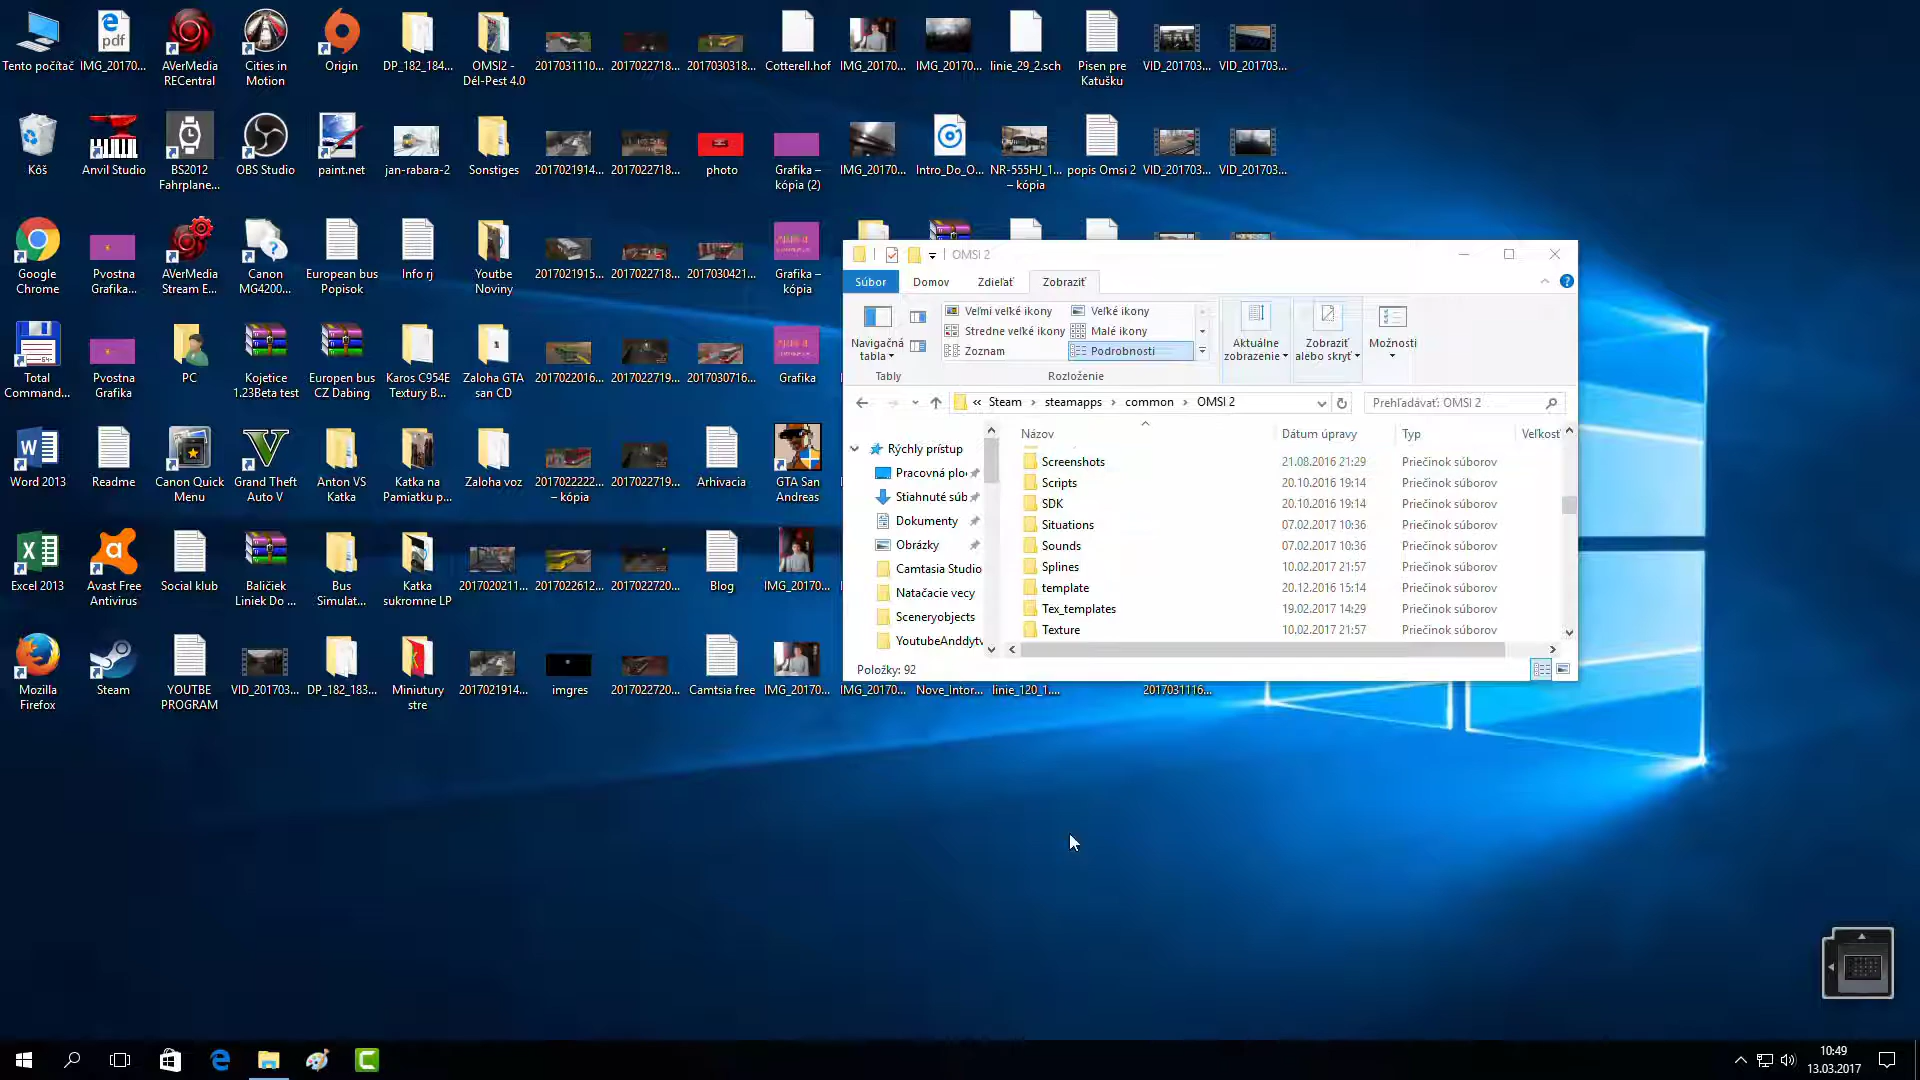 Tento počítač
IMG_20170...
AVerMedia
RECentral
Cities in
Motion
Origin
DP_182_184...
OMSI2 -
Dél-Pest 4.0
2017031110...
2017022718...
2017030318...
Cotterell.hof
IMG_20170...
IMG_20170...
linie_29_2.sch
Pisen pre
Katušku
VID_201703...
VID_201703...
Kôš
Anvil Studio
BS2012
Fahrplane...
OBS Studio
paint.net
jan-rabara-2
Sonstiges
2017021914...
2017022718...
photo
Grafika –
kópia (2)
IMG_20170...
Intro_Do_O...
NR-555HJ_1...
– kópia
popis Omsi 2
VID_201703...
VID_201703...
Google
Chrome
Pvostna
Grafika...
AVerMedia
Stream E...
Canon
MG4200...
European bus
Popisok
Info rj
Youtbe
Noviny
2017021915...
2017022718...
2017030421...
Grafika –
kópia
Total
Command...
Pvostna
Grafika
PC
Kojetice
1.23Beta test
Europen bus
CZ Dabing
Karos C954E
Textury B...
Zaloha GTA
san CD
2017022016...
2017022719...
2017030716...
Grafika
Word 2013
Readme
Canon Quick
Menu
Grand Theft
Auto V
Anton VS
Katka
Katka na
Pamiatku p...
Zaloha voz
2017022222...
– kópia
2017022719...
Arhivacia
GTA San
Andreas
Excel 2013
Avast Free
Antivirus
Social klub
Baličiek
Liniek Do ...
Bus
Simulat...
Katka
sukromne LP
2017020211...
2017022612...
2017022720...
Blog
IMG_20170...
Mozilla
Firefox
Steam
YOUTBE
PROGRAM
VID_201703...
DP_182_183...
Miniutury
stre
2017021914...
imgres
2017022720...
Camtsia free
IMG_20170...
IMG_20170...
Nove_Intor...
linie_120_1....
2017031116...
OMSI 2
Súbor
Domov
Zdieľať
Zobraziť
Navigačná
tabla
Veľmi veľké ikony
Veľké ikony
Stredne veľké ikony
Malé ikony
Zoznam
Podrobnosti
Aktuálne
zobrazenie
Zobraziť
alebo skryť
Možnosti
Tably
Rozloženie
« Steam › steamapps › common › OMSI 2
Prehľadávať: OMSI 2
Rýchly prístup
Pracovná plo
Stiahnuté súb
Dokumenty
Obrázky
Camtasia Studio
Natačacie vecy
Sceneryobjects
YoutubeAnddytv
Názov
Dátum úpravy
Typ
Veľkosť
Screenshots 21.08.2016 21:29 Priečinok súborov
Scripts 20.10.2016 19:14 Priečinok súborov
SDK 20.10.2016 19:14 Priečinok súborov
Situations 07.02.2017 10:36 Priečinok súborov
Sounds 07.02.2017 10:36 Priečinok súborov
Splines 10.02.2017 21:57 Priečinok súborov
template 20.12.2016 15:14 Priečinok súborov
Tex_templates 19.02.2017 14:29 Priečinok súborov
Texture 10.02.2017 21:57 Priečinok súborov
Položky: 92
10:49
13.03.2017